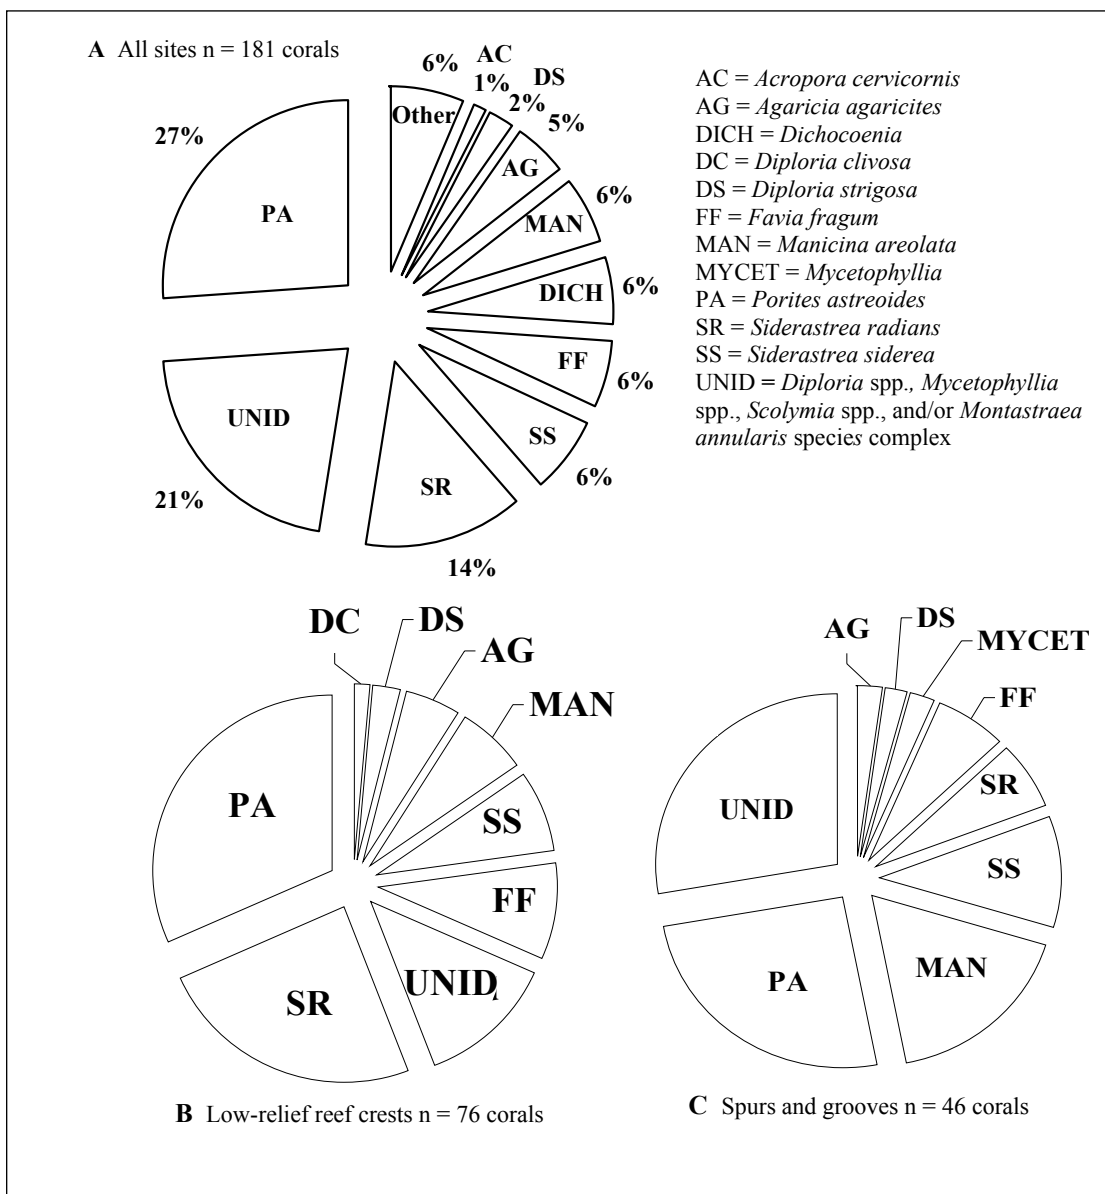 A All sites n = 181 corals
6%
AC
1%
DS
2%
5%
Other
27%
AG
6%
PA
MAN
DICH
6%
FF
6%
UNID
SS
6%
SR
21%
14%
AC = Acropora cervicornis
AG = Agaricia agaricites
DICH = Dichocoenia
DC = Diploria clivosa
DS = Diploria strigosa
FF = Favia fragum
MAN = Manicina areolata
MYCET = Mycetophyllia
PA = Porites astreoides
SR = Siderastrea radians
SS = Siderastrea siderea
UNID = Diploria spp., Mycetophyllia
spp., Scolymia spp., and/or Montastraea
annularis species complex
DC
DS
AG
MAN
PA
SS
FF
UNID
SR
B Low-relief reef crests n = 76 corals
AG
DS
MYCET
FF
SR
UNID
SS
MAN
PA
C Spurs and grooves n = 46 corals